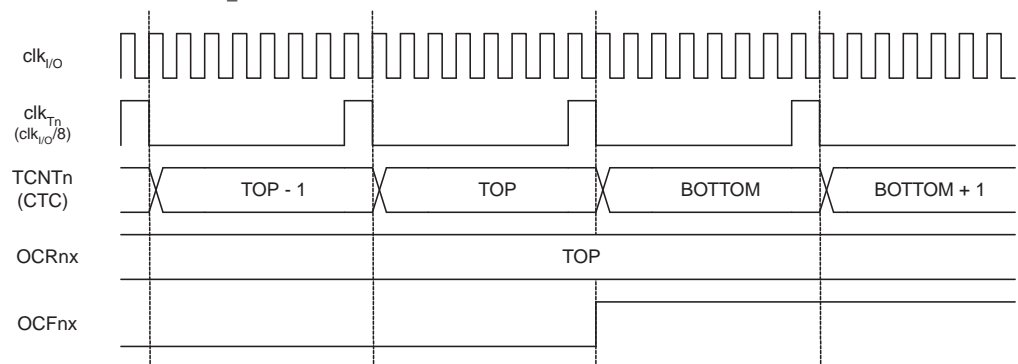 clkI/O
clkTn
(clkI/O/8)
TCNTn
(CTC)
TOP - 1
TOP
BOTTOM
BOTTOM + 1
OCRnx
TOP
OCFnx